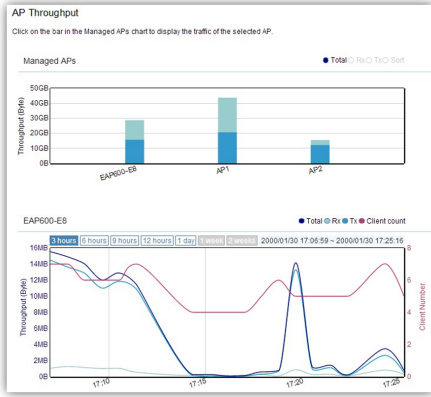 AP Throughput
Click on the bar in the Managed APs chart to display the traffic of the selected AP.
Managed APs
Total Rx Tx Sort
50GB
40GB
30GB
20GB
10GB
0B
Throughput (Byte)
EAP600-E8 AP1 AP2
EAP600-E8
Total Rx Tx Client count
3 hours 6 hours 9 hours 12 hours 1 day 1 week 2 weeks 2000/01/30 17:06:59 ~ 2000/01/30 17:25:16
16MB
14MB
12MB
10MB
8MB
6MB
4MB
2MB
0B
Throughput (Byte)
8
6
4
2
0
Client Number
17:10 17:15 17:20 17:25